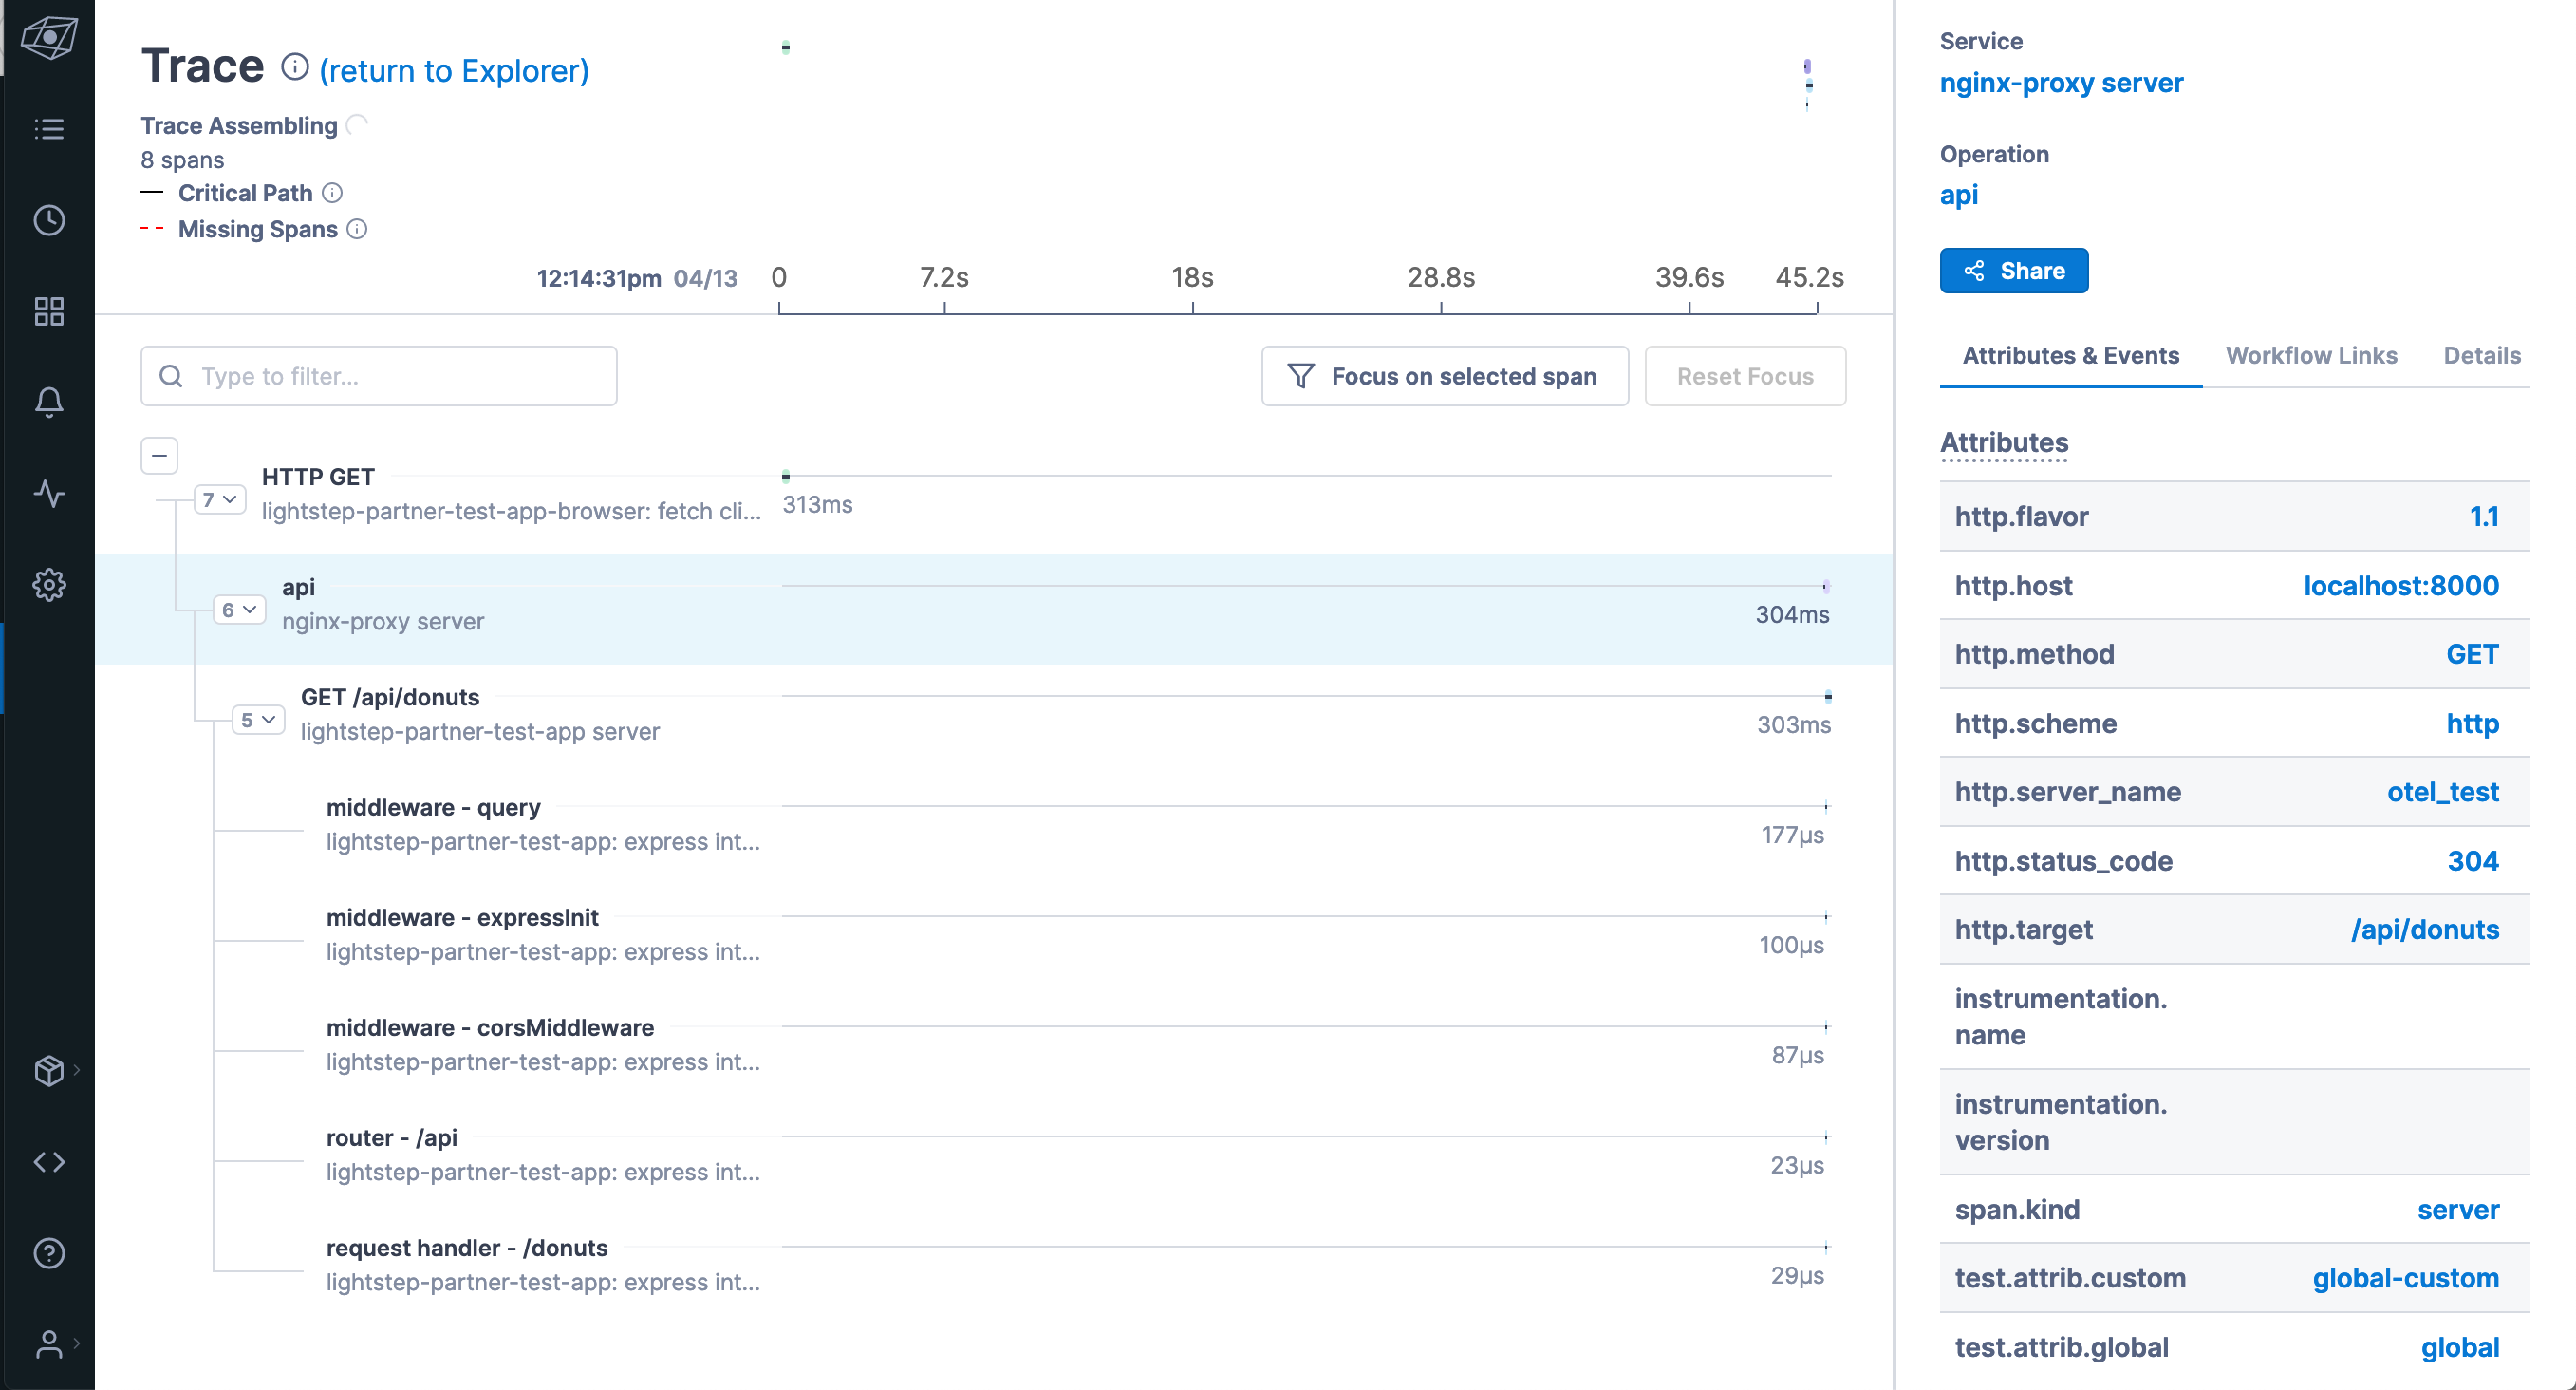 Trace (return to Explorer)
Trace Assembling
8 spans
Critical Path
Missing Spans
12:14:31pm 04/13 0 7.2s 18s 28.8s 39.6s 45.2s
Type to filter...
Focus on selected span
Reset Focus
7
HTTP GET
lightstep-partner-test-app-browser: fetch cli...
313ms
6
api
nginx-proxy server
304ms
5
GET /api/donuts
lightstep-partner-test-app server
303ms
middleware - query
lightstep-partner-test-app: express int...
177µs
middleware - expressInit
lightstep-partner-test-app: express int...
100µs
middleware - corsMiddleware
lightstep-partner-test-app: express int...
87µs
router - /api
lightstep-partner-test-app: express int...
23µs
request handler - /donuts
lightstep-partner-test-app: express int...
29µs
Service
nginx-proxy server
Operation
api
Share
Attributes & Events Workflow Links Details
Attributes
http.flavor 1.1
http.host localhost:8000
http.method GET
http.scheme http
http.server_name otel_test
http.status_code 304
http.target /api/donuts
instrumentation.
name
instrumentation.
version
span.kind server
test.attrib.custom global-custom
test.attrib.global global